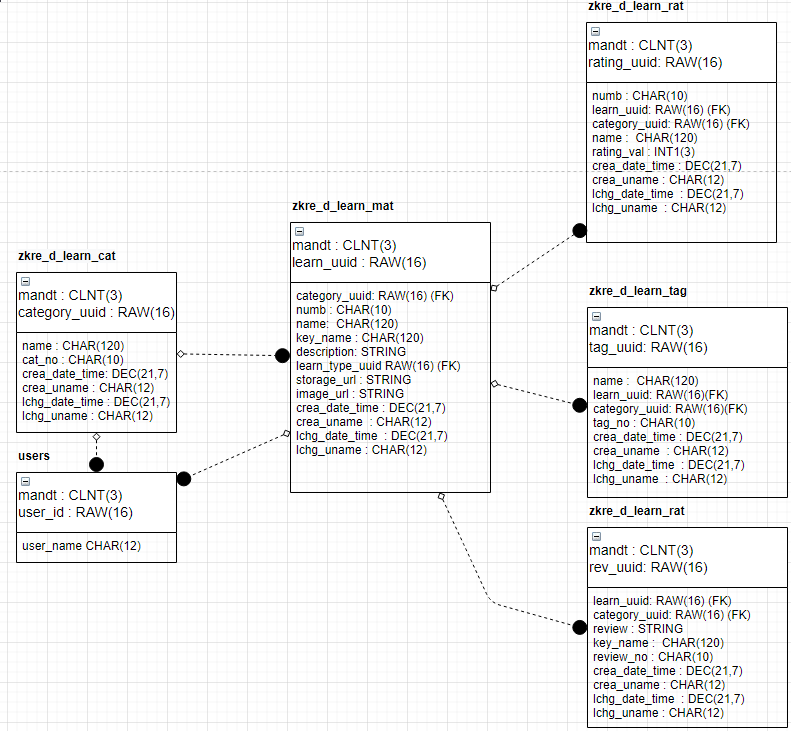 zkre_d_learn_cat
mandt : CLNT(3)
category_uuid : RAW(16)
name : CHAR(120)
cat_no : CHAR(10)
crea_date_time: DEC(21,7)
crea_uname : CHAR(12)
lchg_date_time : DEC(21,7)
lchg_uname : CHAR(12)
users
mandt : CLNT(3)
user_id : RAW(16)
user_name CHAR(12)
zkre_d_learn_mat
mandt : CLNT(3)
learn_uuid : RAW(16)
category_uuid: RAW(16) (FK)
numb : CHAR(10)
name: CHAR(120)
key_name : CHAR(120)
description: STRING
learn_type_uuid RAW(16) (FK)
storage_url : STRING
image_url : STRING
crea_date_time : DEC(21,7)
crea_uname : CHAR(12)
lchg_date_time : DEC(21,7)
lchg_uname : CHAR(12)
zkre_d_learn_rat
mandt : CLNT(3)
rating_uuid: RAW(16)
numb : CHAR(10)
learn_uuid: RAW(16) (FK)
category_uuid: RAW(16) (FK)
name : CHAR(120)
rating_val : INT1(3)
crea_date_time : DEC(21,7)
crea_uname : CHAR(12)
lchg_date_time : DEC(21,7)
lchg_uname : CHAR(12)
zkre_d_learn_tag
mandt : CLNT(3)
tag_uuid: RAW(16)
name : CHAR(120)
learn_uuid: RAW(16)(FK)
category_uuid: RAW(16)(FK)
tag_no : CHAR(10)
crea_date_time : DEC(21,7)
crea_uname : CHAR(12)
lchg_date_time : DEC(21,7)
lchg_uname : CHAR(12)
zkre_d_learn_rat
mandt : CLNT(3)
rev_uuid: RAW(16)
learn_uuid: RAW(16) (FK)
category_uuid: RAW(16) (FK)
review : STRING
key_name : CHAR(120)
review_no : CHAR(10)
crea_date_time : DEC(21,7)
crea_uname : CHAR(12)
lchg_date_time : DEC(21,7)
lchg_uname : CHAR(12)